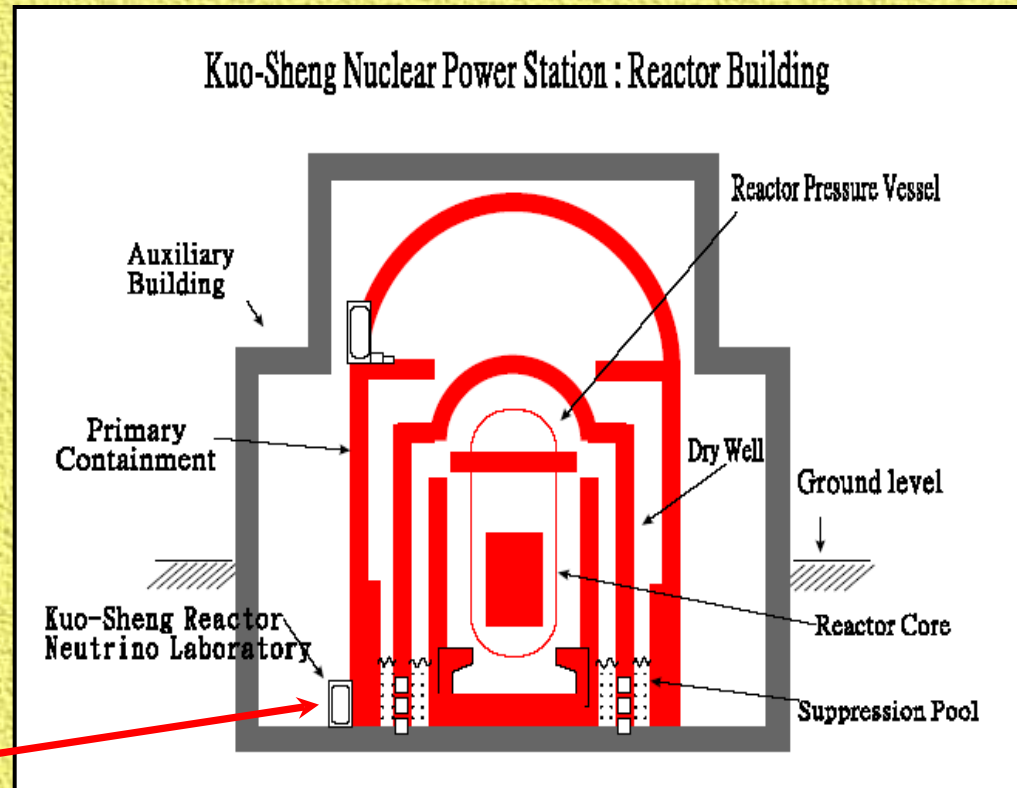 Kuo-Sheng Nuclear Power Station : Reactor Building
Reactor Pressure Vessel
Auxiliary
Building
Primary
Containment
Dry Well
Ground level
Kuo-Sheng Reactor
Neutrino Laboratory
Reactor Core
Suppression Pool